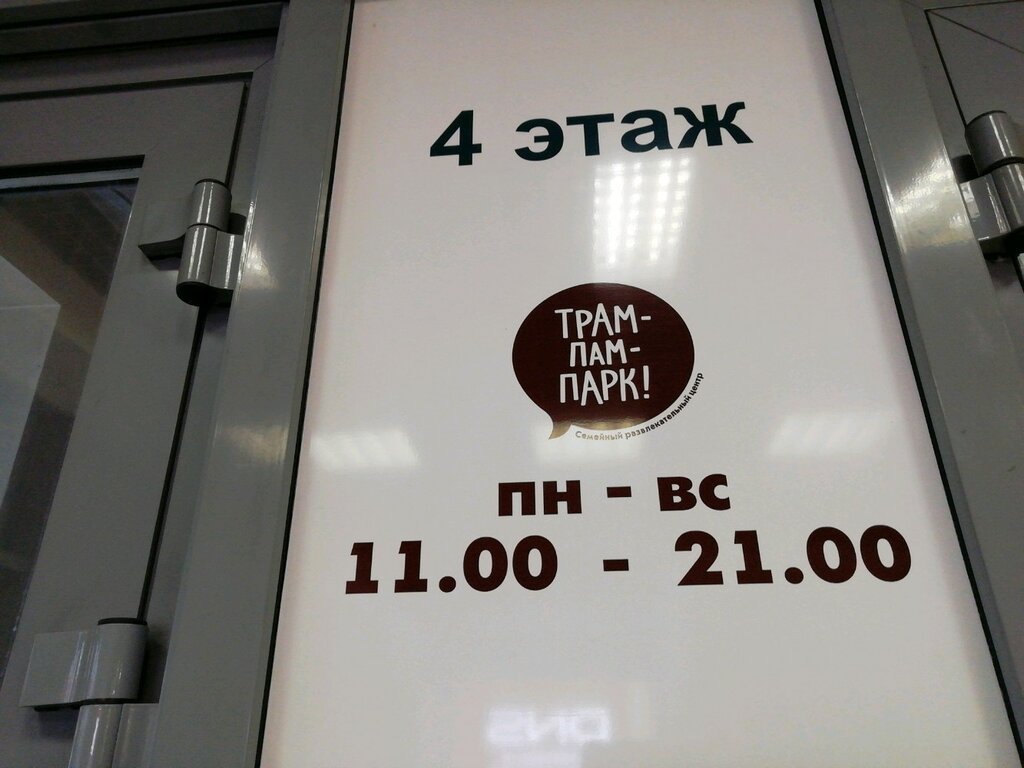 4 этаж
ТРАМ-
ПАМ-
ПАРК!
Семейный развлекательный центр
пн - вс
11.00 - 21.00